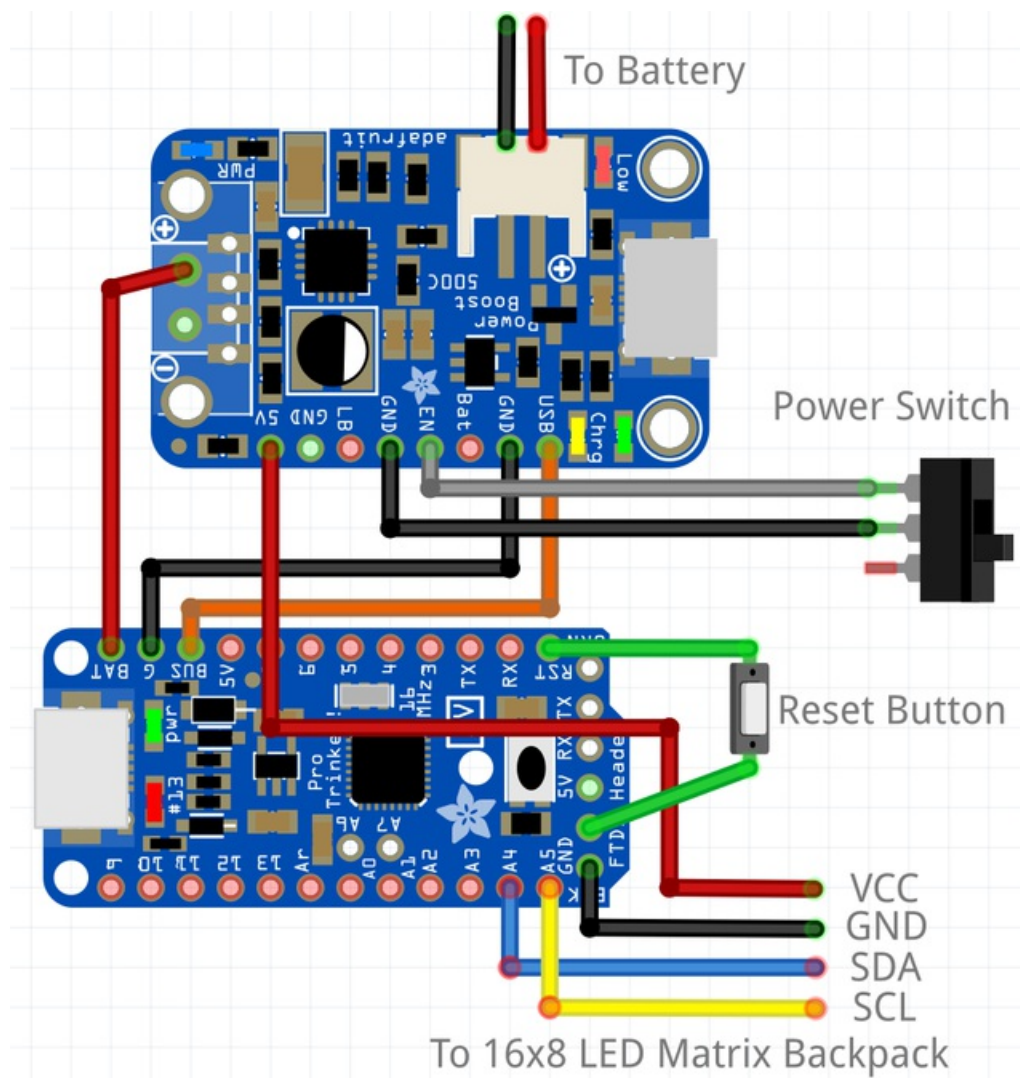 To Battery
adafruit
PWR
Low
500C
Boost
Power
5V GND LB GND EN Bat GND USB
Chrg
Power Switch
BAT G BUS 5V 6 5 4 3 TX RX RST
16
MHz
pwr
Pro
Trinket
TX
RX
5V
GND
FTDI
Header
Reset Button
A6 A7
9 10 11 12 13 Ar A0 A1 A2 A3 A4 A5
VCC
GND
SDA
SCL
To 16x8 LED Matrix Backpack